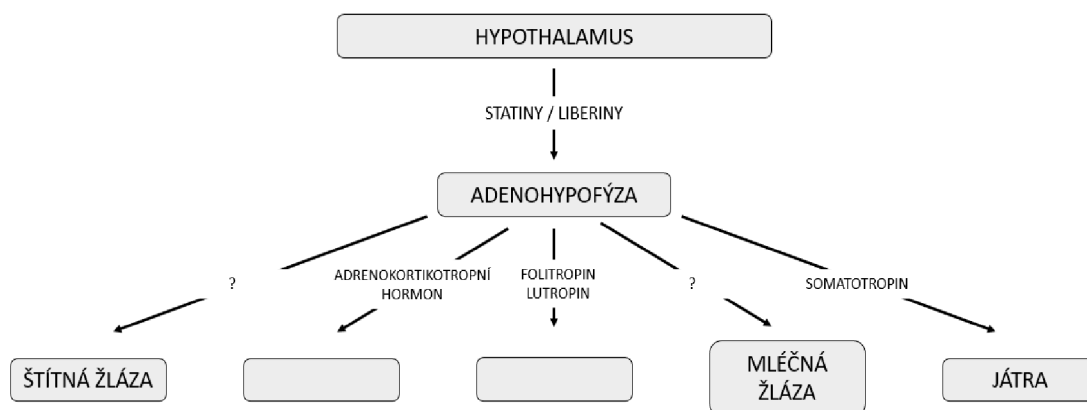 HYPOTHALAMUS
STATINY / LIBERINY
ADENOHYPOFÝZA
?
ADRENOKORTIKOTROPNÍ
HORMON
FOLITROPIN
LUTROPIN
?
SOMATOTROPIN
ŠTÍTNÁ ŽLÁZA
MLÉČNÁ
ŽLÁZA
JÁTRA